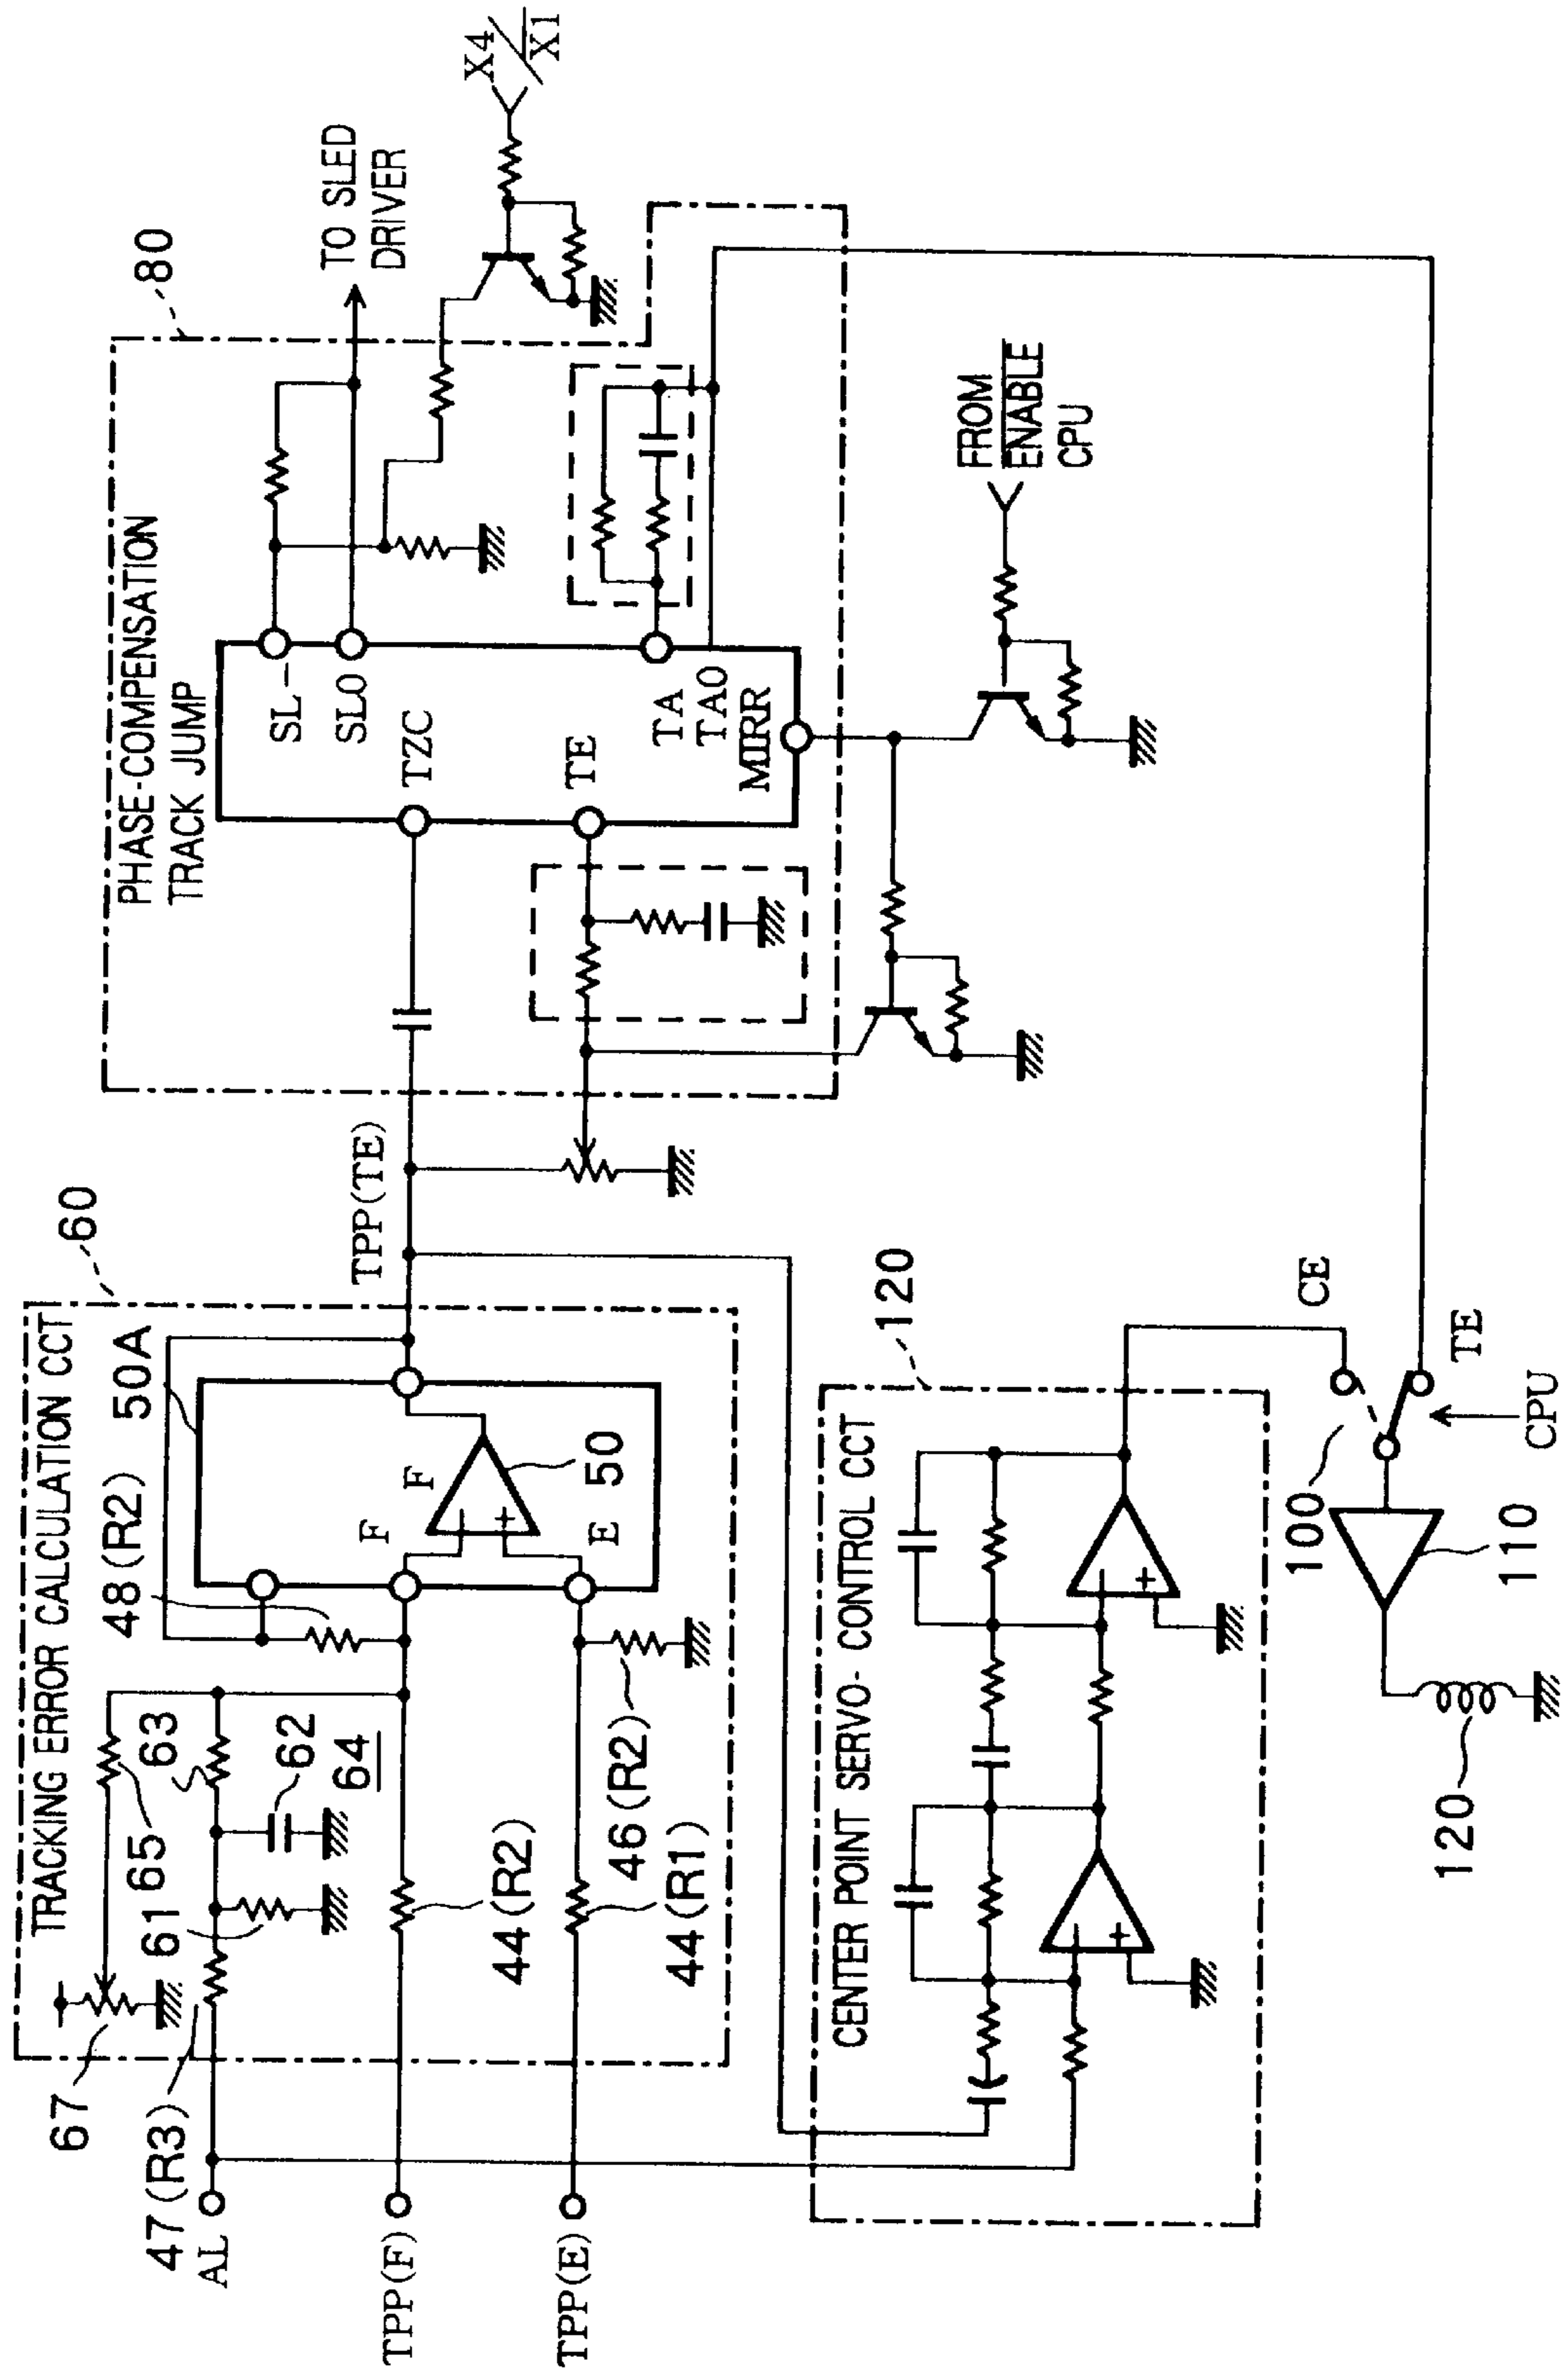 TRACKING ERROR CALCULATION CCT
60
67
47(R3)
AL
61
65
63
62
64
48(R2)
50A
F
F
50
E
TPP(F)
TPP(E)
44(R2)
44(R1)
46(R2)
TPP(TE)
PHASE-COMPENSATION
TRACK JUMP
80
SL-
SLO
TZC
TE
TA
TAO
MIRR
TO SLED
DRIVER
X4/X1
FROM
ENABLE
CPU
CENTER POINT SERVO-CONTROL CCT
120
CE
TE
100
CPU
110
120